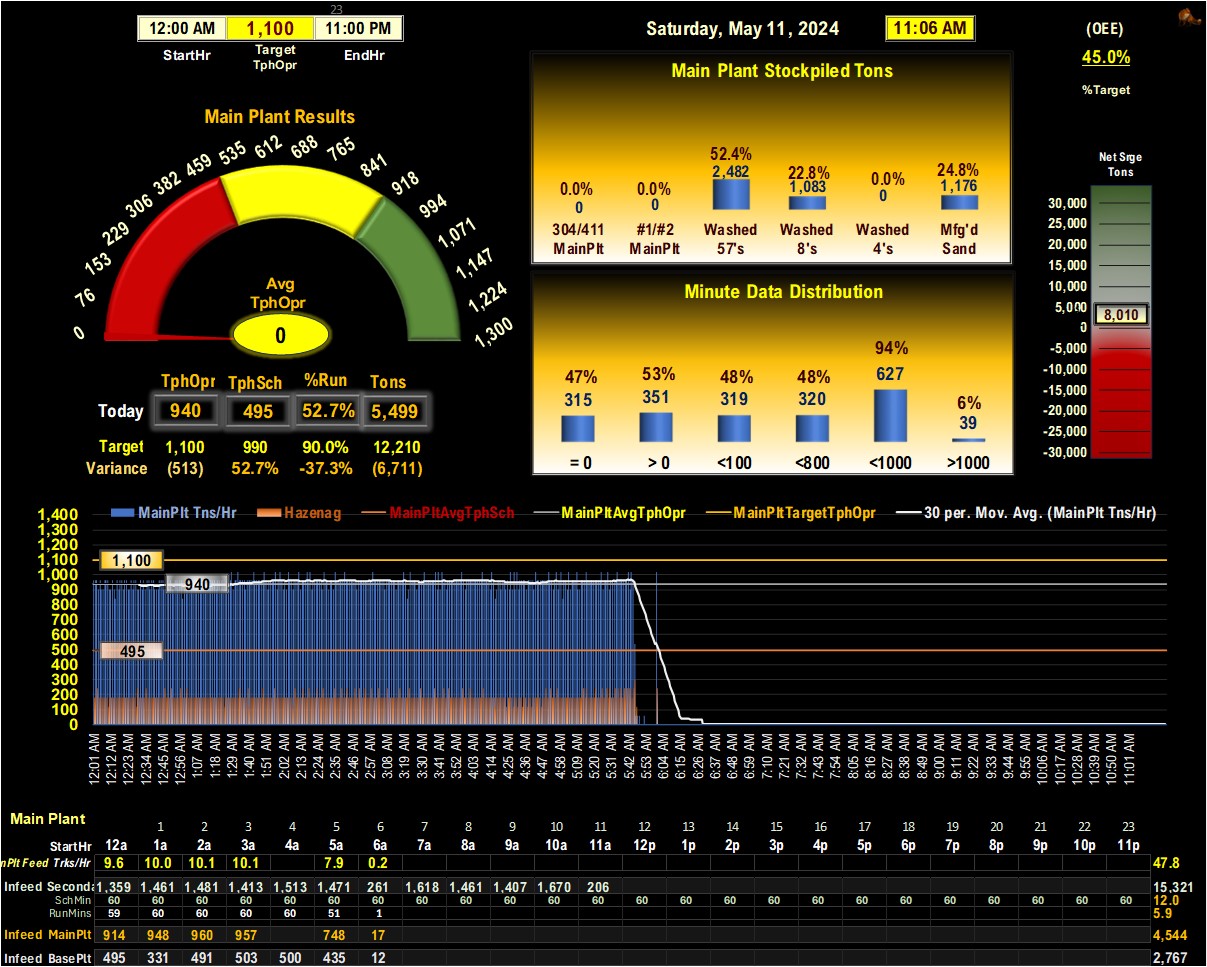 23
12:00 AM 1,100 11:00 PM
StartHr Target TphOpr EndHr
Saturday, May 11, 2024 11:06 AM
(OEE)
45.0%
%Target
Main Plant Results
0 76 153 229 306 382 459 535 612 688 765 841 918 994 1,071 1,147 1,224 1,300
Avg
TphOpr
0
TphOpr TphSch %Run Tons
Today 940 495 52.7% 5,499
Target 1,100 990 90.0% 12,210
Variance (513) 52.7% -37.3% (6,711)
Main Plant Stockpiled Tons
0.0% 0.0% 52.4% 22.8% 0.0% 24.8%
0 0 2,482 1,083 0 1,176
304/411 #1/#2 Washed Washed Washed Mfg'd
MainPlt MainPlt 57's 8's 4's Sand
Minute Data Distribution
47% 53% 48% 48% 94% 6%
315 351 319 320 627 39
= 0 > 0 <100 <800 <1000 >1000
Net Srge
Tons
30,000
25,000
20,000
15,000
10,000
5,000
8,010
0
-5,000
-10,000
-15,000
-20,000
-25,000
-30,000
MainPlt Tns/Hr Hazenag MainPltAvgTphSch MainPltAvgTphOpr MainPltTargetTphOpr 30 per. Mov. Avg. (MainPlt Tns/Hr)
1,400
1,300
1,200
1,100 1,100
1,000
900 940
800
700
600
500 495
400
300
200
100
0
12:01 AM 12:12 AM 12:23 AM 12:34 AM 12:45 AM 12:56 AM 1:07 AM 1:18 AM 1:29 AM 1:40 AM 1:51 AM 2:02 AM 2:13 AM 2:24 AM 2:35 AM 2:46 AM 2:57 AM 3:08 AM 3:19 AM 3:30 AM 3:41 AM 3:52 AM 4:03 AM 4:14 AM 4:25 AM 4:36 AM 4:47 AM 4:58 AM 5:09 AM 5:20 AM 5:31 AM 5:42 AM 5:53 AM 6:04 AM 6:15 AM 6:26 AM 6:37 AM 6:48 AM 6:59 AM 7:10 AM 7:21 AM 7:32 AM 7:43 AM 7:54 AM 8:05 AM 8:16 AM 8:27 AM 8:38 AM 8:49 AM 9:00 AM 9:11 AM 9:22 AM 9:33 AM 9:44 AM 9:55 AM 10:06 AM 10:17 AM 10:28 AM 10:39 AM 10:50 AM 11:01 AM
Main Plant
1 2 3 4 5 6 7 8 9 10 11 12 13 14 15 16 17 18 19 20 21 22 23
StartHr 12a 1a 2a 3a 4a 5a 6a 7a 8a 9a 10a 11a 12p 1p 2p 3p 4p 5p 6p 7p 8p 9p 10p 11p
nPlt Feed Trks/Hr 9.6 10.0 10.1 10.1 7.9 0.2 47.8
Infeed Seconda 1,359 1,461 1,481 1,413 1,513 1,471 261 1,618 1,461 1,407 1,670 206 15,321
SchMin 60 60 60 60 60 60 60 60 60 60 60 60 60 60 60 60 60 60 60 60 60 60 60 60 12.0
RunMins 59 60 60 60 60 51 1 5.9
Infeed MainPlt 914 948 960 957 748 17 4,544
Infeed BasePlt 495 331 491 503 500 435 12 2,767